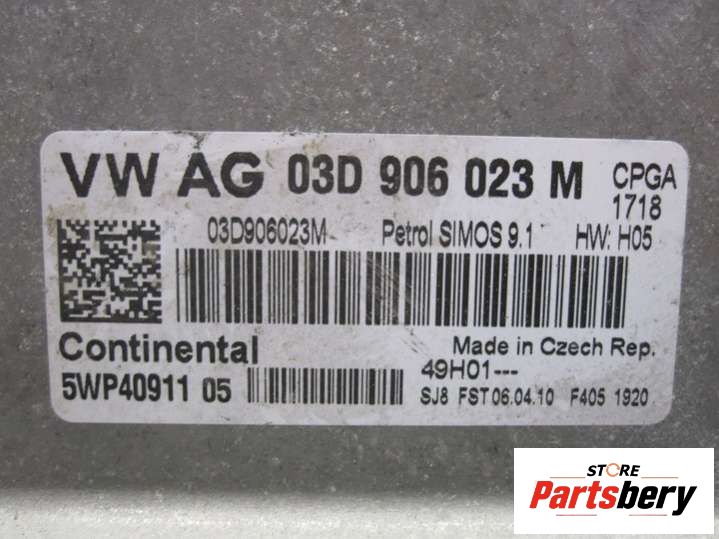 VW AG 03D 906 023 M CPGA
1718
03D906023M Petrol SIMOS 9.1 HW: H05
Continental Made in Czech Rep.
49H01---
5WP40911 05 SJ8 FST 06.04.10 F405 1920
STORE
Partsbery